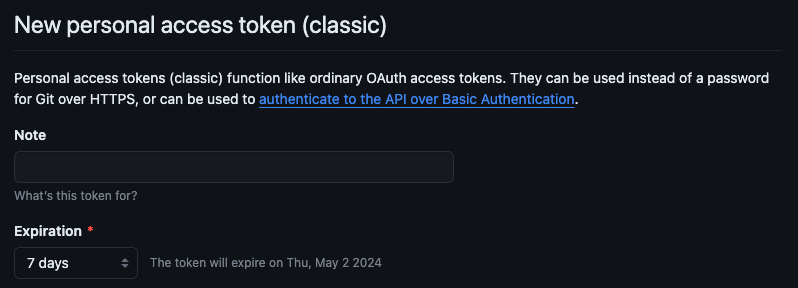 New personal access token (classic)
Personal access tokens (classic) function like ordinary OAuth access tokens. They can be used instead of a password
for Git over HTTPS, or can be used to authenticate to the API over Basic Authentication.
Note
What's this token for?
Expiration *
7 days The token will expire on Thu, May 2 2024